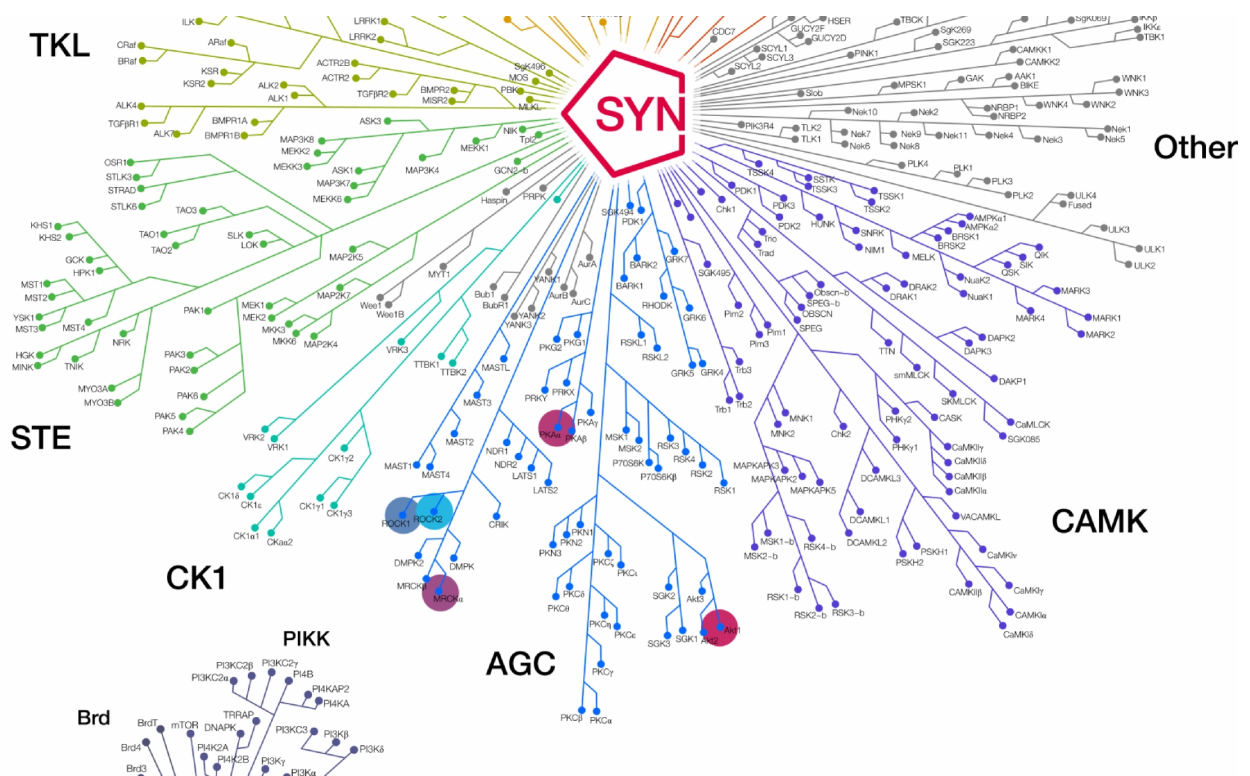 TKL
ILK
LRRK1
LRRK2
CRaf
BRaf
ARaf
KSR
KSR2
ACTR2B
ACTR2
TGFβR2
BMPR2
MISR2
SgK496
MOS
PBK
MLKL
ALK2
ALK1
ALK4
TGFβR1
ALK7
BMPR1A
BMPR1B
SYN
CDC7
HSER
GUCY2F
GUCY2D
SCYL1
SCYL3
SCYL2
TBCK
SgK269
SGK223
PINK1
SgK069
IKKε
TBK1
CAMKK1
CAMKK2
GAK
AAK1
BIKE
MPSK1
Slob
WNK1
WNK3
WNK4
WNK2
NRBP1
NRBP2
Nek10
Nek2
Nek7
Nek6
Nek9
Nek8
Nek11
Nek4
Nek3
Nek1
Nek5
PIK3R4
TLK2
TLK1
PLK4
PLK1
PLK3
PLK2
ULK4
Fused
ULK3
ULK1
ULK2
Other
STE
ASK3
MAP3K8
MEKK2
MEKK3
ASK1
MAP3K7
MEKK6
MAP3K4
MEKK1
NIK
Tpl2
GCN2~b
PRPK
Haspin
OSR1
STLK3
STRAD
STLK6
TAO3
TAO1
TAO2
SLK
LOK
KHS1
KHS2
GCK
HPK1
MST1
MST2
YSK1
MST3
MST4
HGK
MINK
TNIK
NRK
MYO3A
MYO3B
PAK1
PAK3
PAK2
PAK6
PAK5
PAK4
MEK1
MEK2
MKK3
MKK6
MAP2K4
MAP2K7
MAP2K5
MYT1
Wee1
Wee1B
Bub1
BubR1
AurA
AurB
AurC
YANK1
YANK2
YANK3
CK1
VRK3
VRK2
VRK1
TTBK1
TTBK2
CK1γ2
CK1γ1
CK1γ3
CK1δ
CK1ε
CK1α1
CKaα2
AGC
SGK494
PDK1
BARK2
BARK1
GRK7
RHODK
GRK6
GRK5
GRK4
RSKL1
RSKL2
PKG2
PKG1
PRKY
PRKX
PKAα
PKAβ
PKAγ
MASTL
MAST3
MAST2
MAST1
MAST4
NDR1
NDR2
LATS1
LATS2
ROCK1
ROCK2
CRIK
DMPK2
DMPK
MRCKβ
MRCKα
MSK1
MSK2
P70S6K
P70S6Kβ
RSK3
RSK4
RSK2
RSK1
PKN1
PKN2
PKN3
PKCζ
PKCι
PKCδ
PKCθ
PKCη
PKCε
PKCγ
PKCβ
PKCα
SGK2
SGK3
SGK1
Akt3
Akt2
Akt1
CAMK
TSSK4
SSTK
TSSK3
TSSK1
TSSK2
PDK1
PDK3
PDK2
Chk1
HUNK
SNRK
NIM1
MELK
AMPKα1
AMPKα2
BRSK1
BRSK2
QIK
SIK
QSK
NuaK2
NuaK1
MARK3
MARK4
MARK1
MARK2
Trio
Trad
SGK495
Obscn~b
SPEG~b
OBSCN
SPEG
DRAK2
DRAK1
DAPK2
DAPK3
DAKP1
Pim2
Pim1
Pim3
Trb3
Trb2
Trb1
TTN
smMLCK
SKMLCK
CaMLCK
SGK085
CASK
PHKγ2
PHKγ1
CaMKIIγ
CaMKIIδ
CaMKIIβ
CaMKIIα
MNK1
MNK2
Chk2
MAPKAPK3
MAPKAPK2
MAPKAPK5
DCAMKL3
DCAMKL1
DCAMKL2
VACAMKL
PSKH1
PSKH2
MSK1~b
MSK2~b
RSK4~b
RSK1~b
RSK2~b
RSK3~b
CaMKIv
CaMKIγ
CAMKIIβ
CAMKIα
CaMKIδ
PIKK
PI3KC2β
PI3KC2α
PI3KC2γ
PI4B
PI4KAP2
PI4KA
TRRAP
DNAPK
mTOR
PI4K2A
PI4K2B
PI3KC3
PI3Kβ
PI3Kδ
PI3Kγ
PI3Kα
Brd
BrdT
Brd4
Brd3